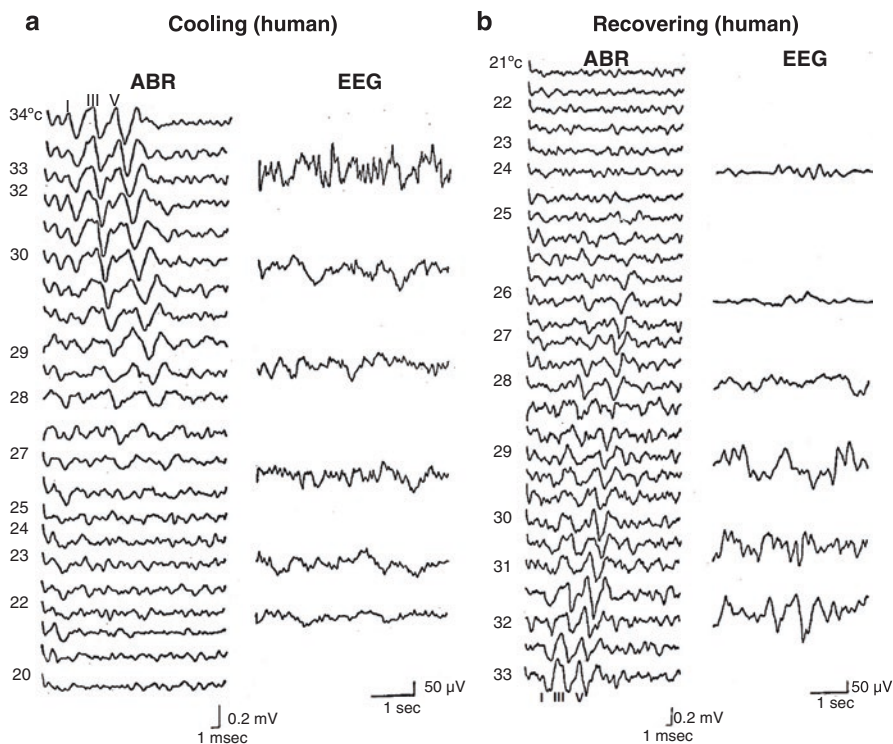 a
Cooling (human)
ABR
EEG
I III V
34°c
33
32
30
29
28
27
25
24
23
22
20
50 µV
1 sec
0.2 mV
1 msec
b
Recovering (human)
ABR
EEG
21°c
22
23
24
25
26
27
28
29
30
31
32
33
I III V
50 µV
1 sec
0.2 mV
1 msec